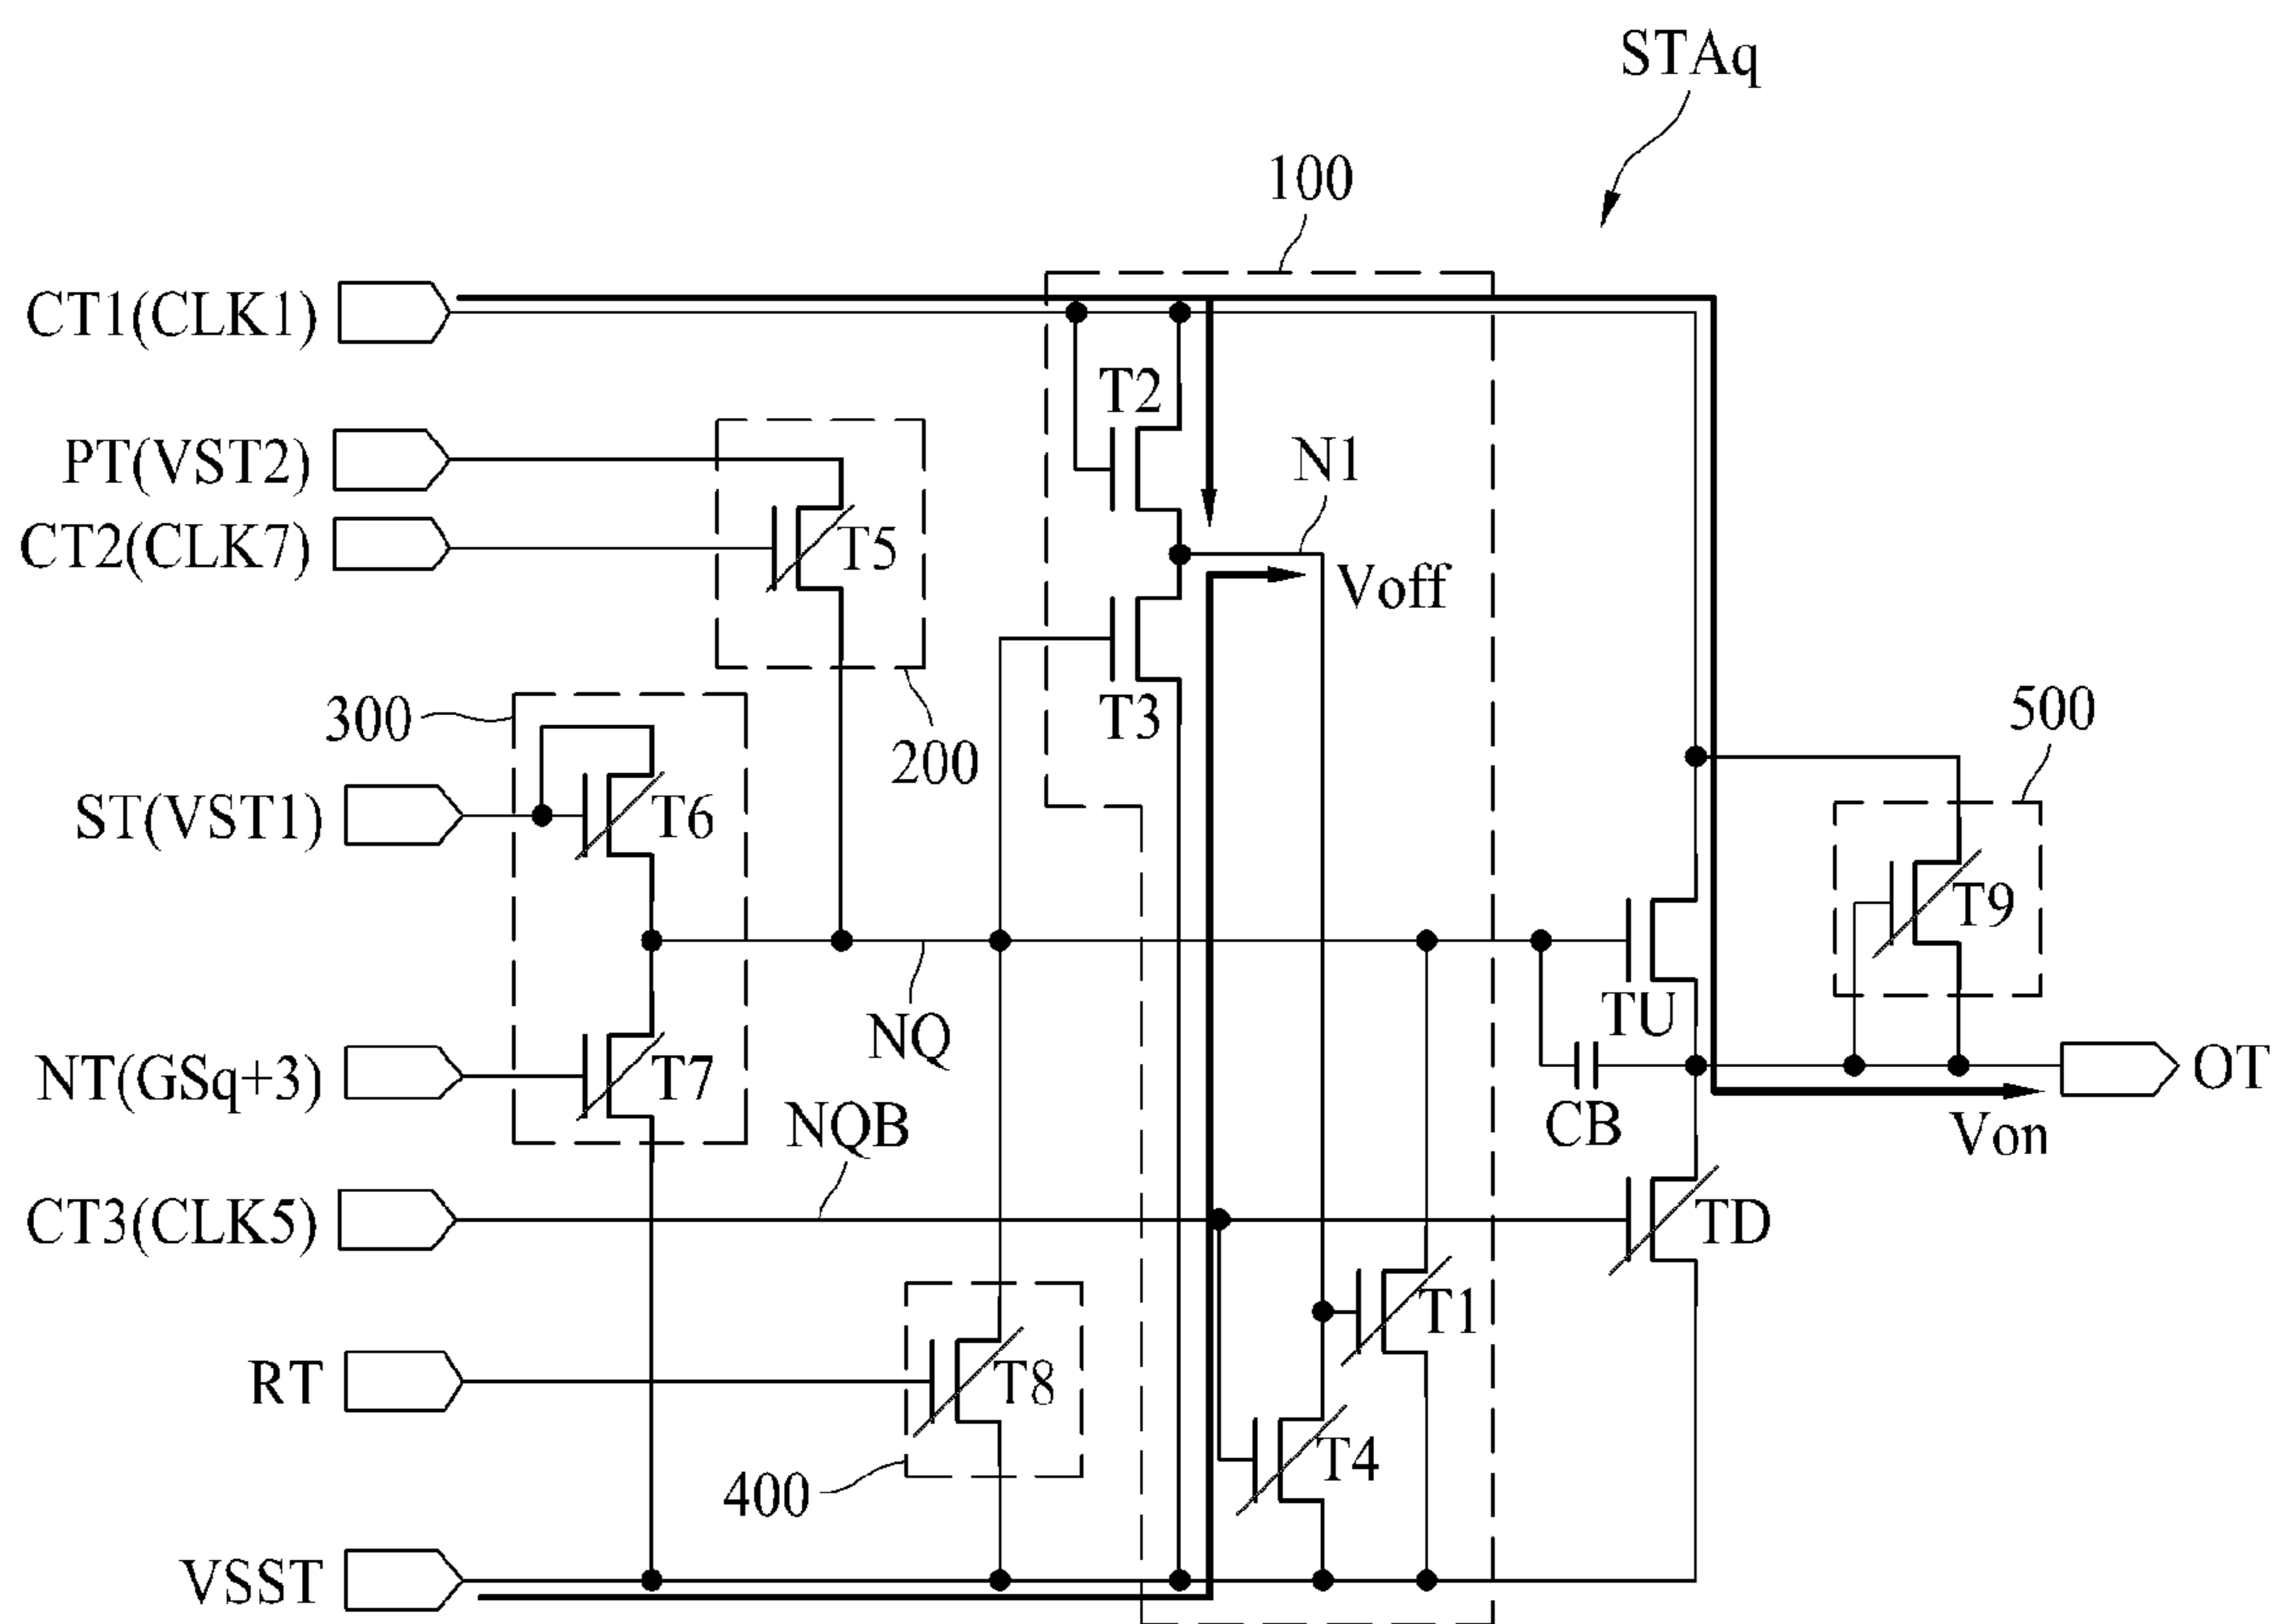 STAq
100
CT1(CLK1)
T2
PT(VST2)
N1
CT2(CLK7)
T5
Voff
T3
300
200
500
ST(VST1)
T6
T9
TU
NQ
NT(GSq+3)
T7
OT
NQB
CB
Von
CT3(CLK5)
TD
T1
RT
T8
T4
400
VSST